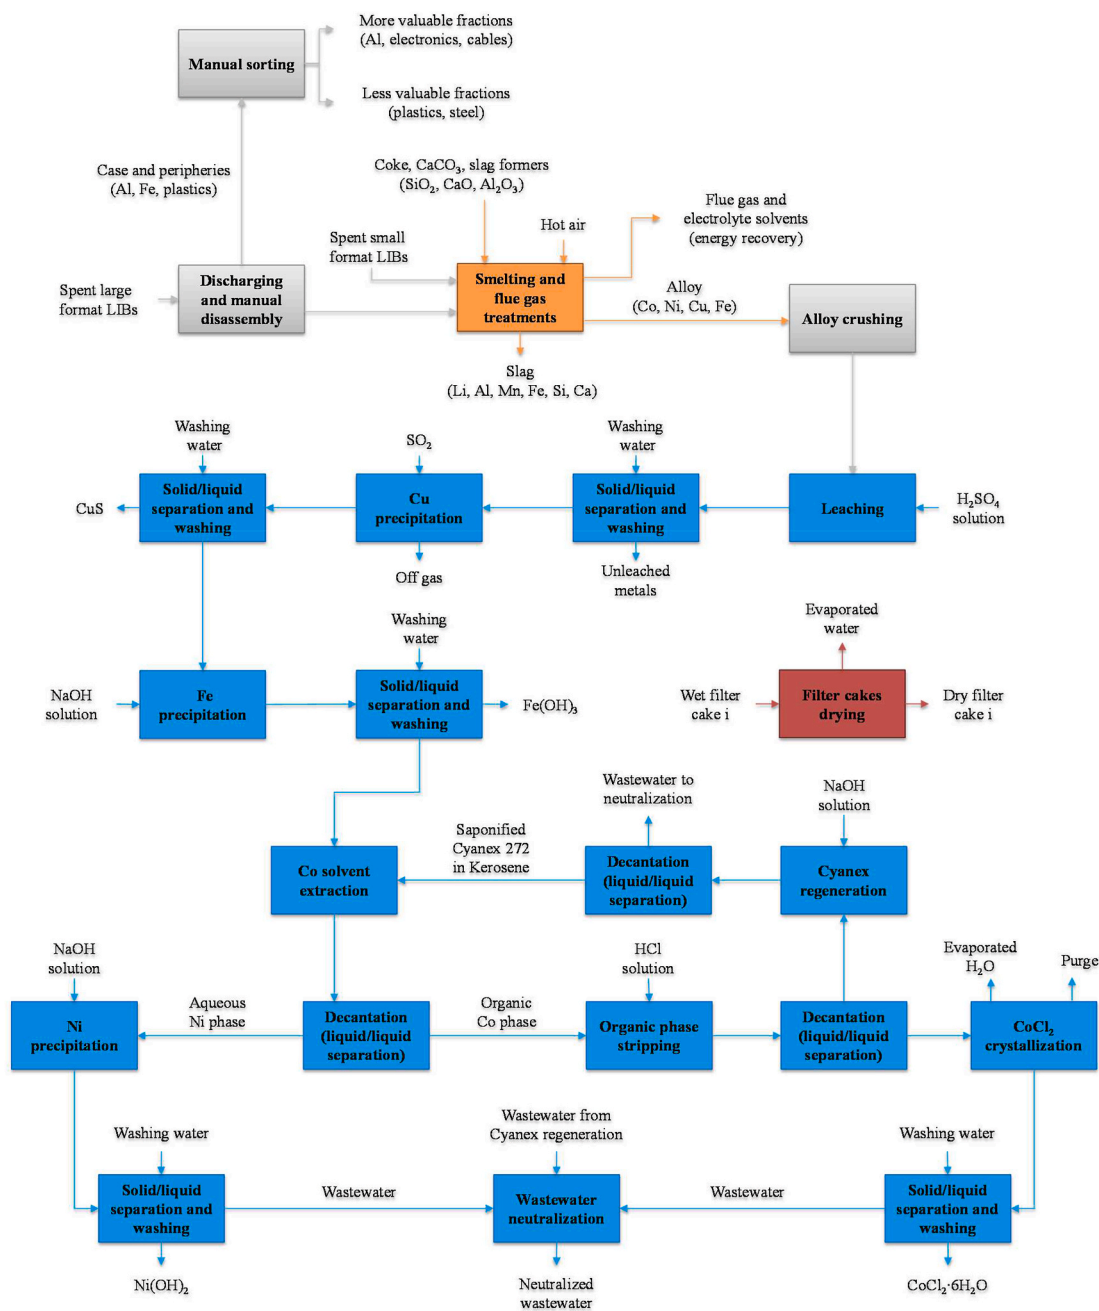 More valuable fractions
(Al, electronics, cables)
Manual sorting
Less valuable fractions
(plastics, steel)
Case and peripheries
(Al, Fe, plastics)
Coke, CaCO₃, slag formers
(SiO₂, CaO, Al₂O₃)
Hot air
Flue gas and
electrolyte solvents
(energy recovery)
Spent small
format LIBs
Spent large
format LIBs
Discharging
and manual
disassembly
Smelting and
flue gas
treatments
Alloy
(Co, Ni, Cu, Fe)
Alloy crushing
Slag
(Li, Al, Mn, Fe, Si, Ca)
Washing
water
SO₂
Washing
water
CuS
Solid/liquid
separation and
washing
Cu
precipitation
Solid/liquid
separation and
washing
Leaching
H₂SO₄
solution
Off gas
Unleached
metals
Washing
water
Evaporated
water
NaOH
solution
Fe
precipitation
Solid/liquid
separation and
washing
Fe(OH)₃
Wet filter
cake i
Filter cakes
drying
Dry filter
cake i
Wastewater to
neutralization
NaOH
solution
Saponified
Cyanex 272
in Kerosene
Co solvent
extraction
Decantation
(liquid/liquid
separation)
Cyanex
regeneration
NaOH
solution
HCl
solution
Evaporated
H₂O
Purge
Aqueous
Ni phase
Organic
Co phase
Ni
precipitation
Decantation
(liquid/liquid
separation)
Organic phase
stripping
Decantation
(liquid/liquid
separation)
CoCl₂
crystallization
Washing water
Wastewater from
Cyanex regeneration
Washing water
Solid/liquid
separation and
washing
Wastewater
Wastewater
neutralization
Wastewater
Solid/liquid
separation and
washing
Ni(OH)₂
Neutralized
wastewater
CoCl₂·6H₂O